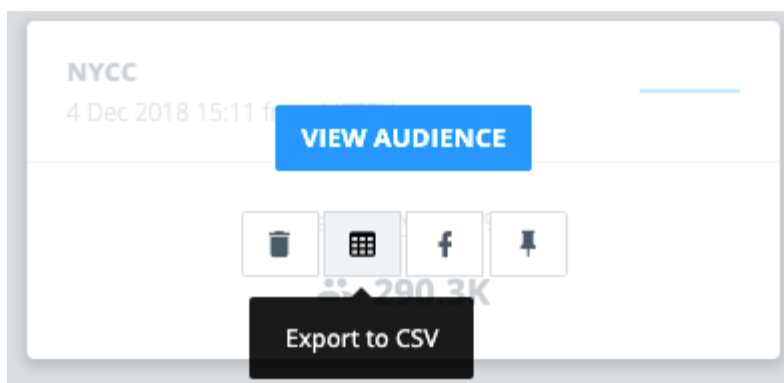 NYCC
4 Dec 2018 15:11
VIEW AUDIENCE
290.3K
Export to CSV